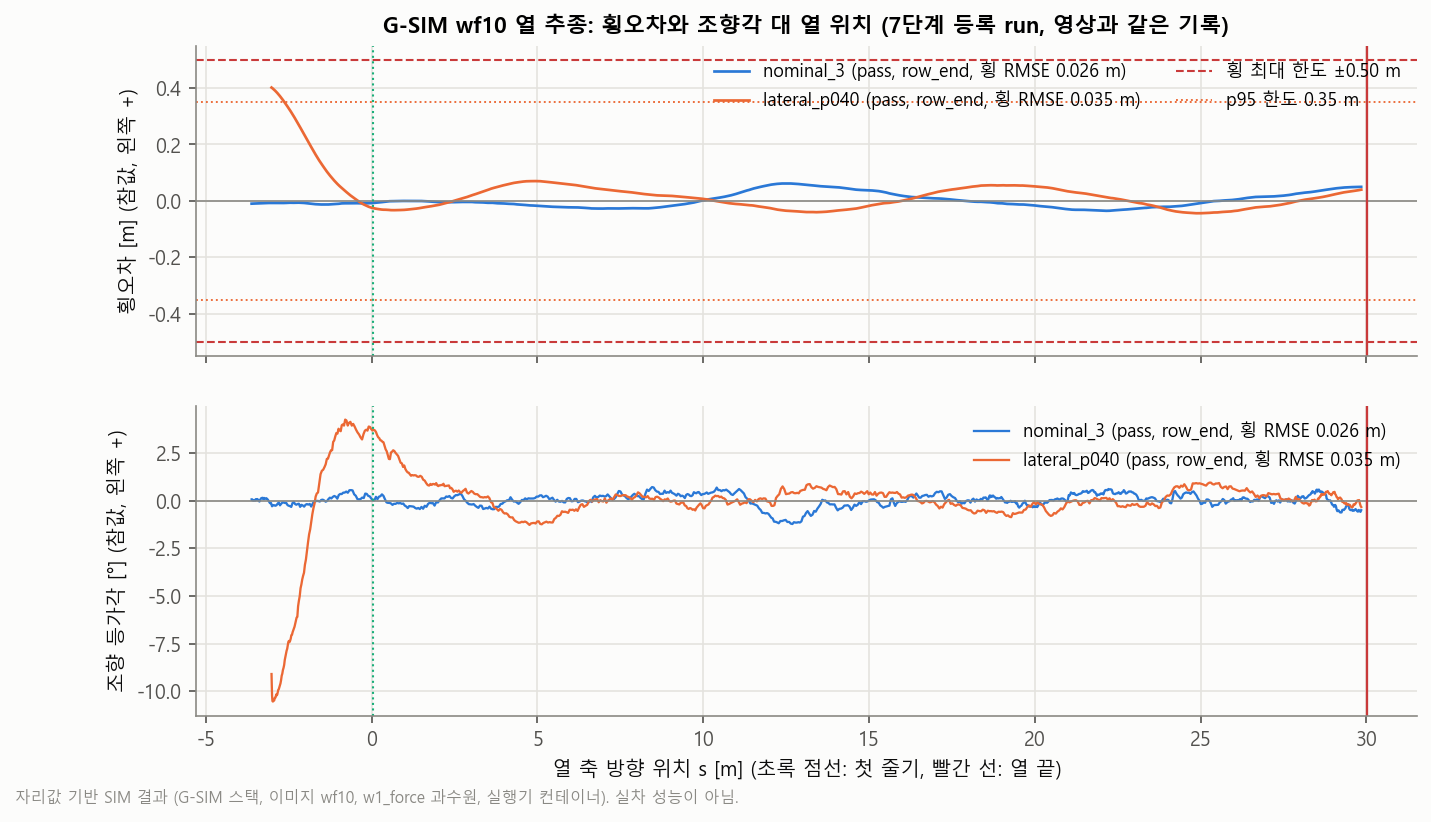 G-SIM wf10 열 추종: 횡오차와 조향각 대 열 위치 (7단계 등록 run, 영상과 같은 기록)
nominal_3 (pass, row_end, 횡 RMSE 0.026 m)
lateral_p040 (pass, row_end, 횡 RMSE 0.035 m)
횡 최대 한도 ±0.50 m
p95 한도 0.35 m
횡오차 [m] (참값, 왼쪽 +)
0.4
0.2
0.0
-0.2
-0.4
nominal_3 (pass, row_end, 횡 RMSE 0.026 m)
lateral_p040 (pass, row_end, 횡 RMSE 0.035 m)
조향 등가각 [°] (참값, 왼쪽 +)
2.5
0.0
-2.5
-5.0
-7.5
-10.0
-5 0 5 10 15 20 25 30
열 축 방향 위치 s [m] (초록 점선: 첫 줄기, 빨간 선: 열 끝)
자리값 기반 SIM 결과 (G-SIM 스택, 이미지 wf10, w1_force 과수원, 실행기 컨테이너). 실차 성능이 아님.